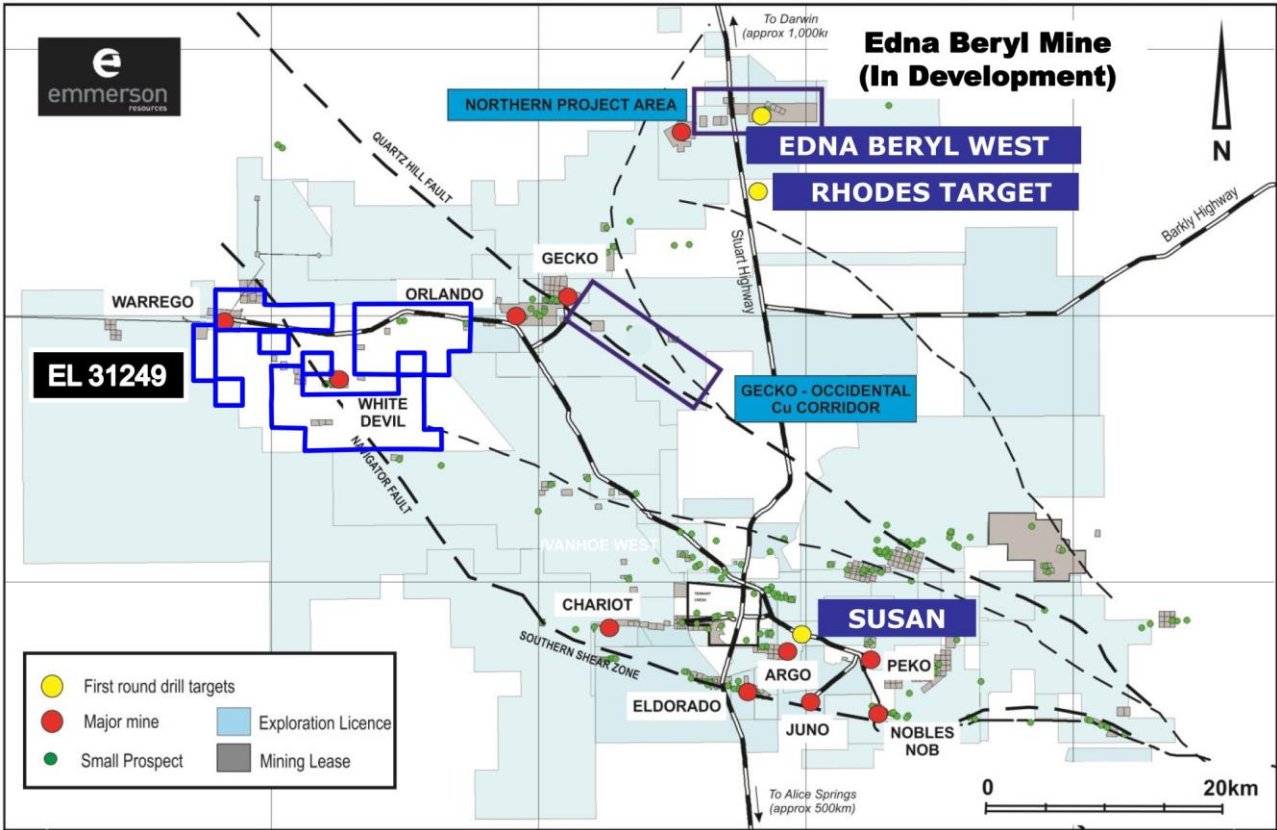 e
emmerson
resources
To Darwin
(approx 1,000k
Edna Beryl Mine
(In Development)
N
NORTHERN PROJECT AREA
QUARTZ HILL FAULT
EDNA BERYL WEST
RHODES TARGET
Stuart Highway
Barkly Highway
GECKO
WARREGO
ORLANDO
EL 31249
WHITE
DEVIL
GECKO - OCCIDENTAL
Cu CORRIDOR
NAVIGATOR FAULT
IVANHOE WEST
CHARIOT
TENNANT
CREEK
SUSAN
SOUTHERN SHEAR ZONE
ARGO
PEKO
ELDORADO
JUNO
NOBLES
NOB
First round drill targets
Major mine
Exploration Licence
Small Prospect
Mining Lease
To Alice Springs
(approx 500km)
0
20km